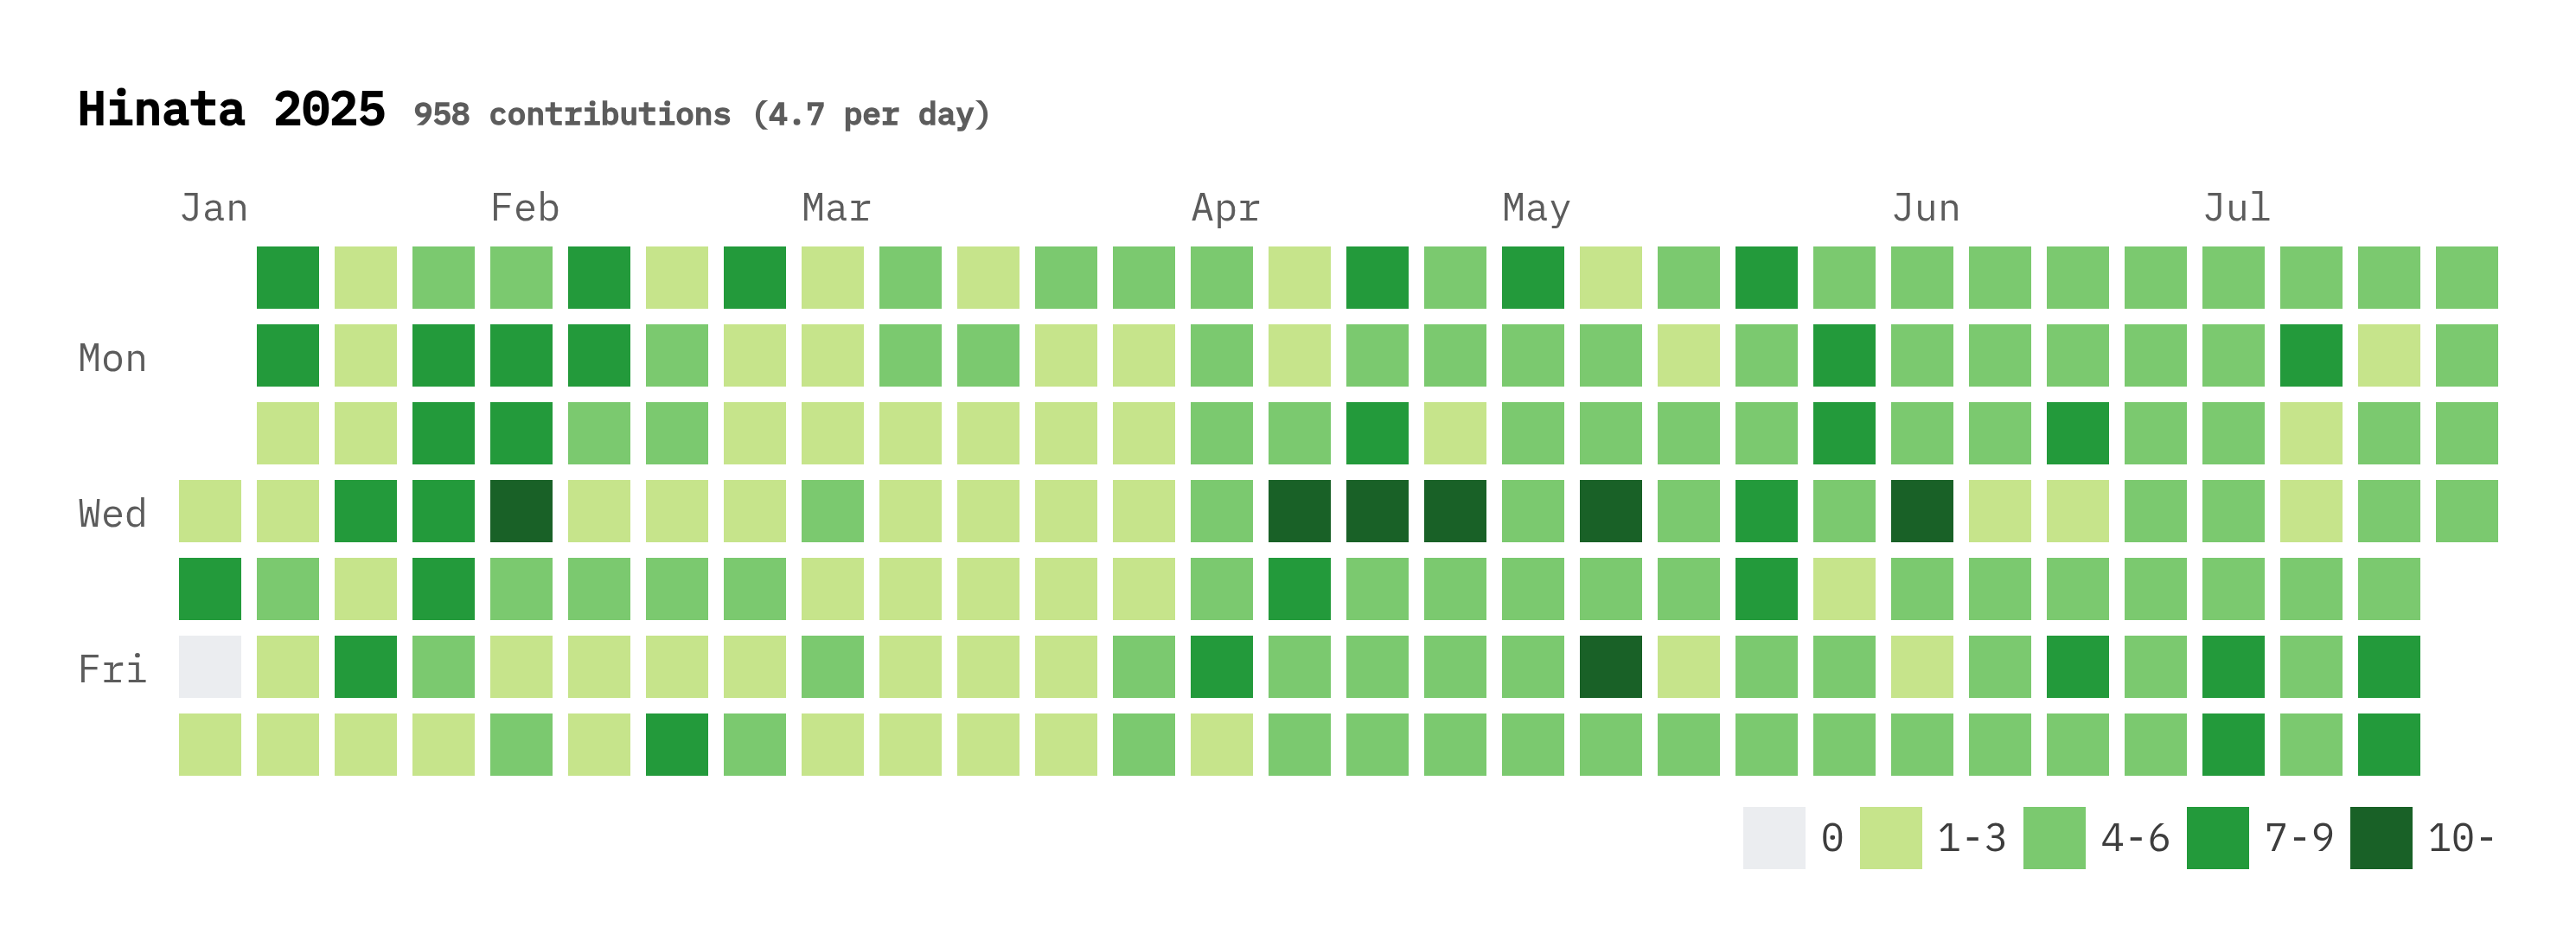 Hinata 2025 958 contributions (4.7 per day)
Jan Feb Mar Apr May Jun Jul
Mon
Wed
Fri
0 1-3 4-6 7-9 10-